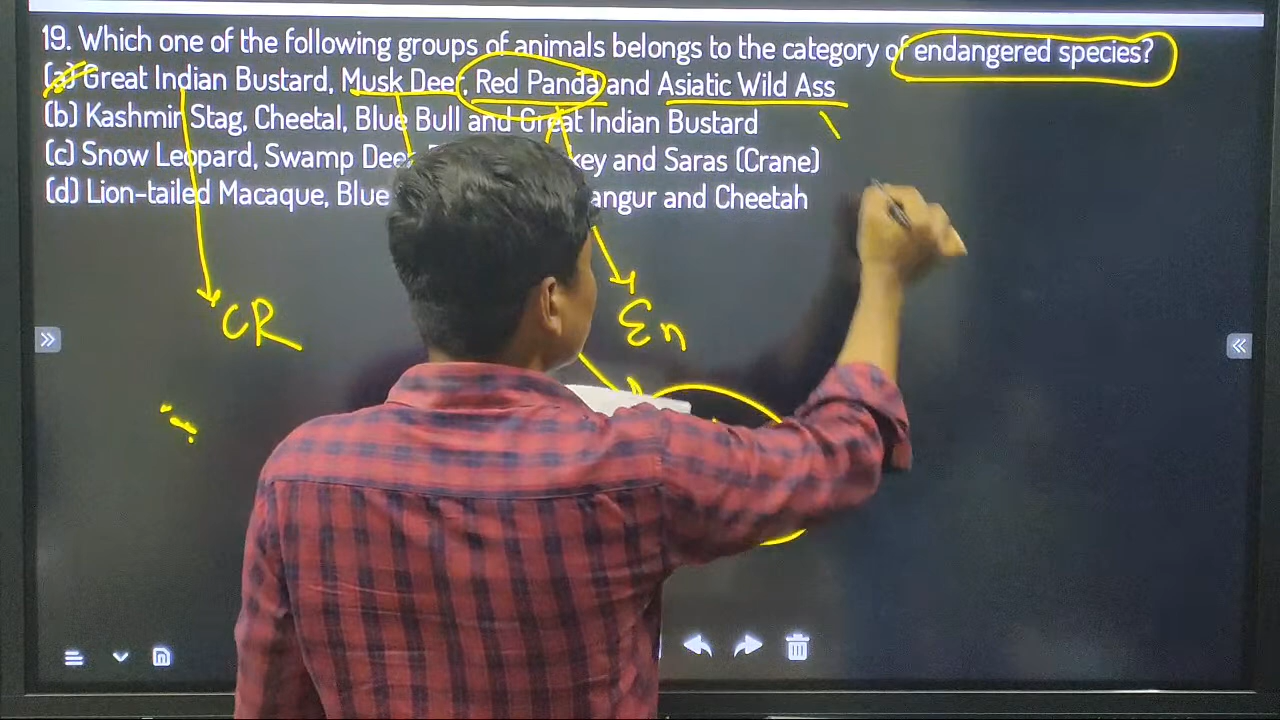 19. Which one of the following groups of animals belongs to the category of endangered species?
(a) Great Indian Bustard, Musk Deer, Red Panda and Asiatic Wild Ass
(b) Kashmir Stag, Cheetal, Blue Bull and Great Indian Bustard
(c) Snow Leopard, Swamp Deer and Saras (Crane)
(d) Lion-tailed Macaque, Blue and Cheetah
CR
En